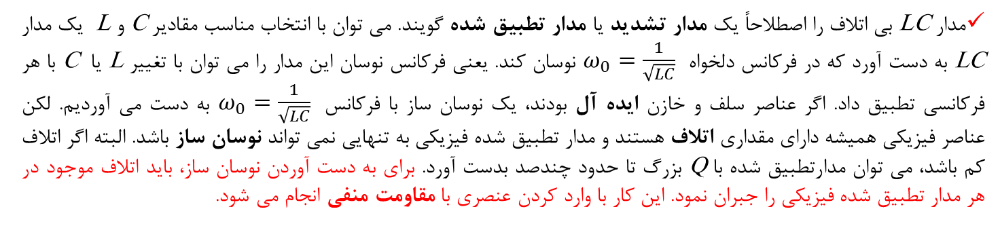 ✓مدار LC بی اتلاف را اصطلاحاً یک مدار تشدید یا مدار تطبیق شده گویند. می توان با انتخاب مناسب مقادیر C و L یک مدار
LC به دست آورد که در فرکانس دلخواه ω₀ = 1/√LC نوسان کند. یعنی فرکانس نوسان این مدار را می توان با تغییر L یا C با هر
فرکانسی تطبیق داد. اگر عناصر سلف و خازن ایده آل بودند، یک نوسان ساز با فرکانس ω₀ = 1/√LC به دست می آوردیم. لکن
عناصر فیزیکی همیشه دارای مقداری اتلاف هستند و مدار تطبیق شده فیزیکی به تنهایی نمی تواند نوسان ساز باشد. البته اگر اتلاف
کم باشد، می توان مدارتطبیق شده با Q بزرگ تا حدود چندصد بدست آورد. برای به دست آوردن نوسان ساز، باید اتلاف موجود در
هر مدار تطبیق شده فیزیکی را جبران نمود. این کار با وارد کردن عنصری با مقاومت منفی انجام می شود.